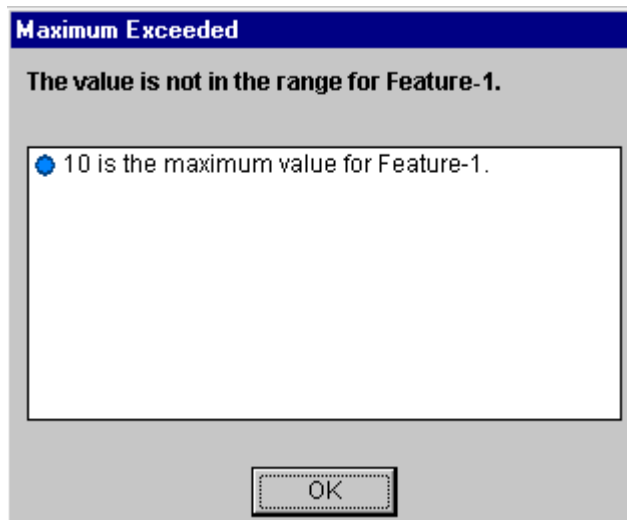 Maximum Exceeded
The value is not in the range for Feature-1.
10 is the maximum value for Feature-1.
OK